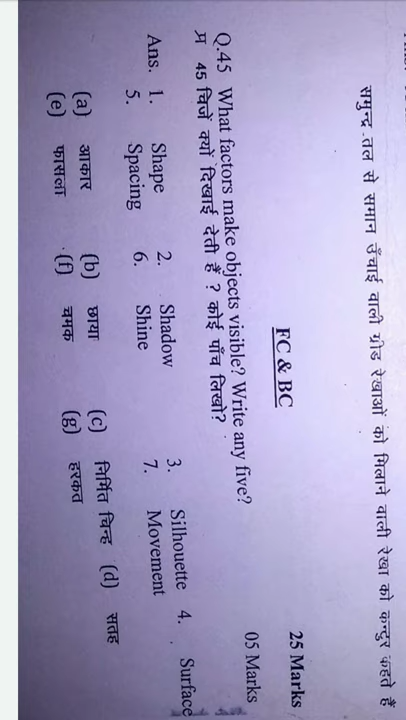 समुद्र तल से समान उँचाई वाली ग्रीड रेखाओं को मिलाने वाली रेखा को कन्टुर कहते हैं
FC & BC
25 Marks
Q.45 What factors make objects visible? Write any five?
05 Marks
प्र 45 चिजें क्यों दिखाई देती हैं ? कोई पाँच लिखो?
Ans. 1. Shape 2. Shadow 3. Silhouette 4. Surface
5. Spacing 6. Shine 7. Movement
(a) आकार (b) छाया (c) निर्मित चिन्ह (d) सतह
(e) फासला (f) चमक (g) हरकत